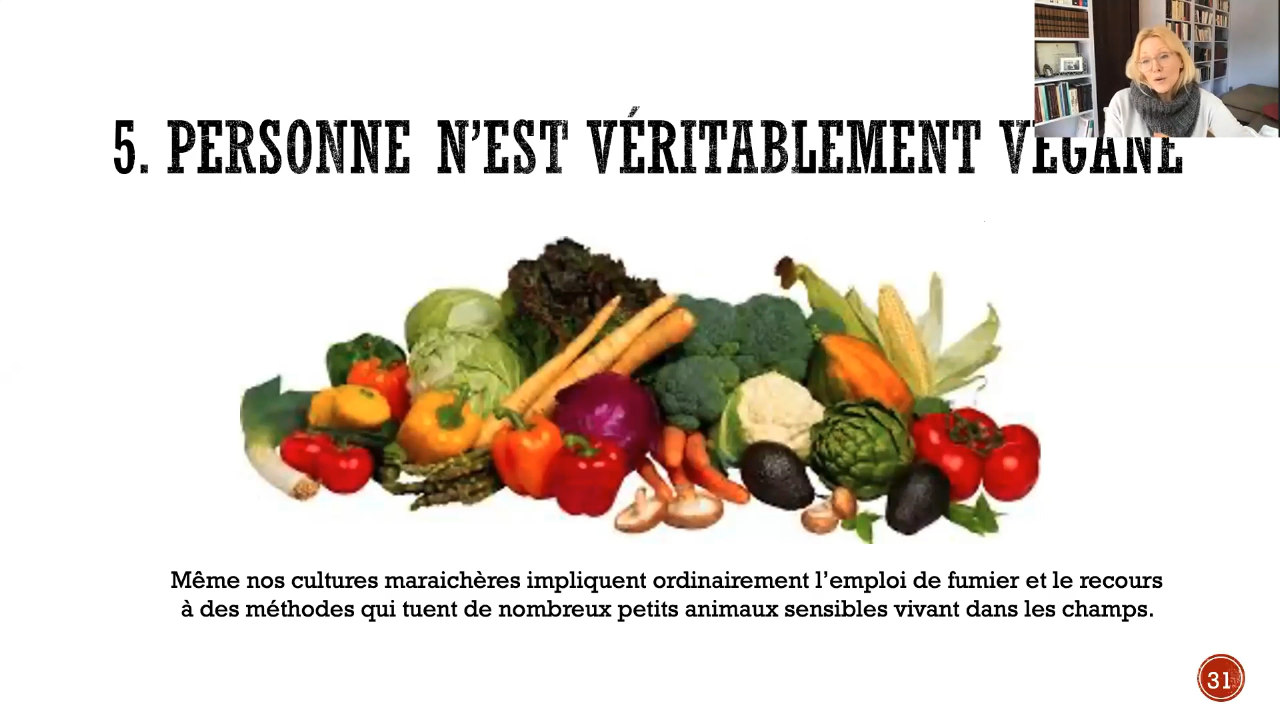 5. PERSONNE N'EST VÉRITABLEMENT VÉGANE
Même nos cultures maraichères impliquent ordinairement l'emploi de fumier et le recours
à des méthodes qui tuent de nombreux petits animaux sensibles vivant dans les champs.
31